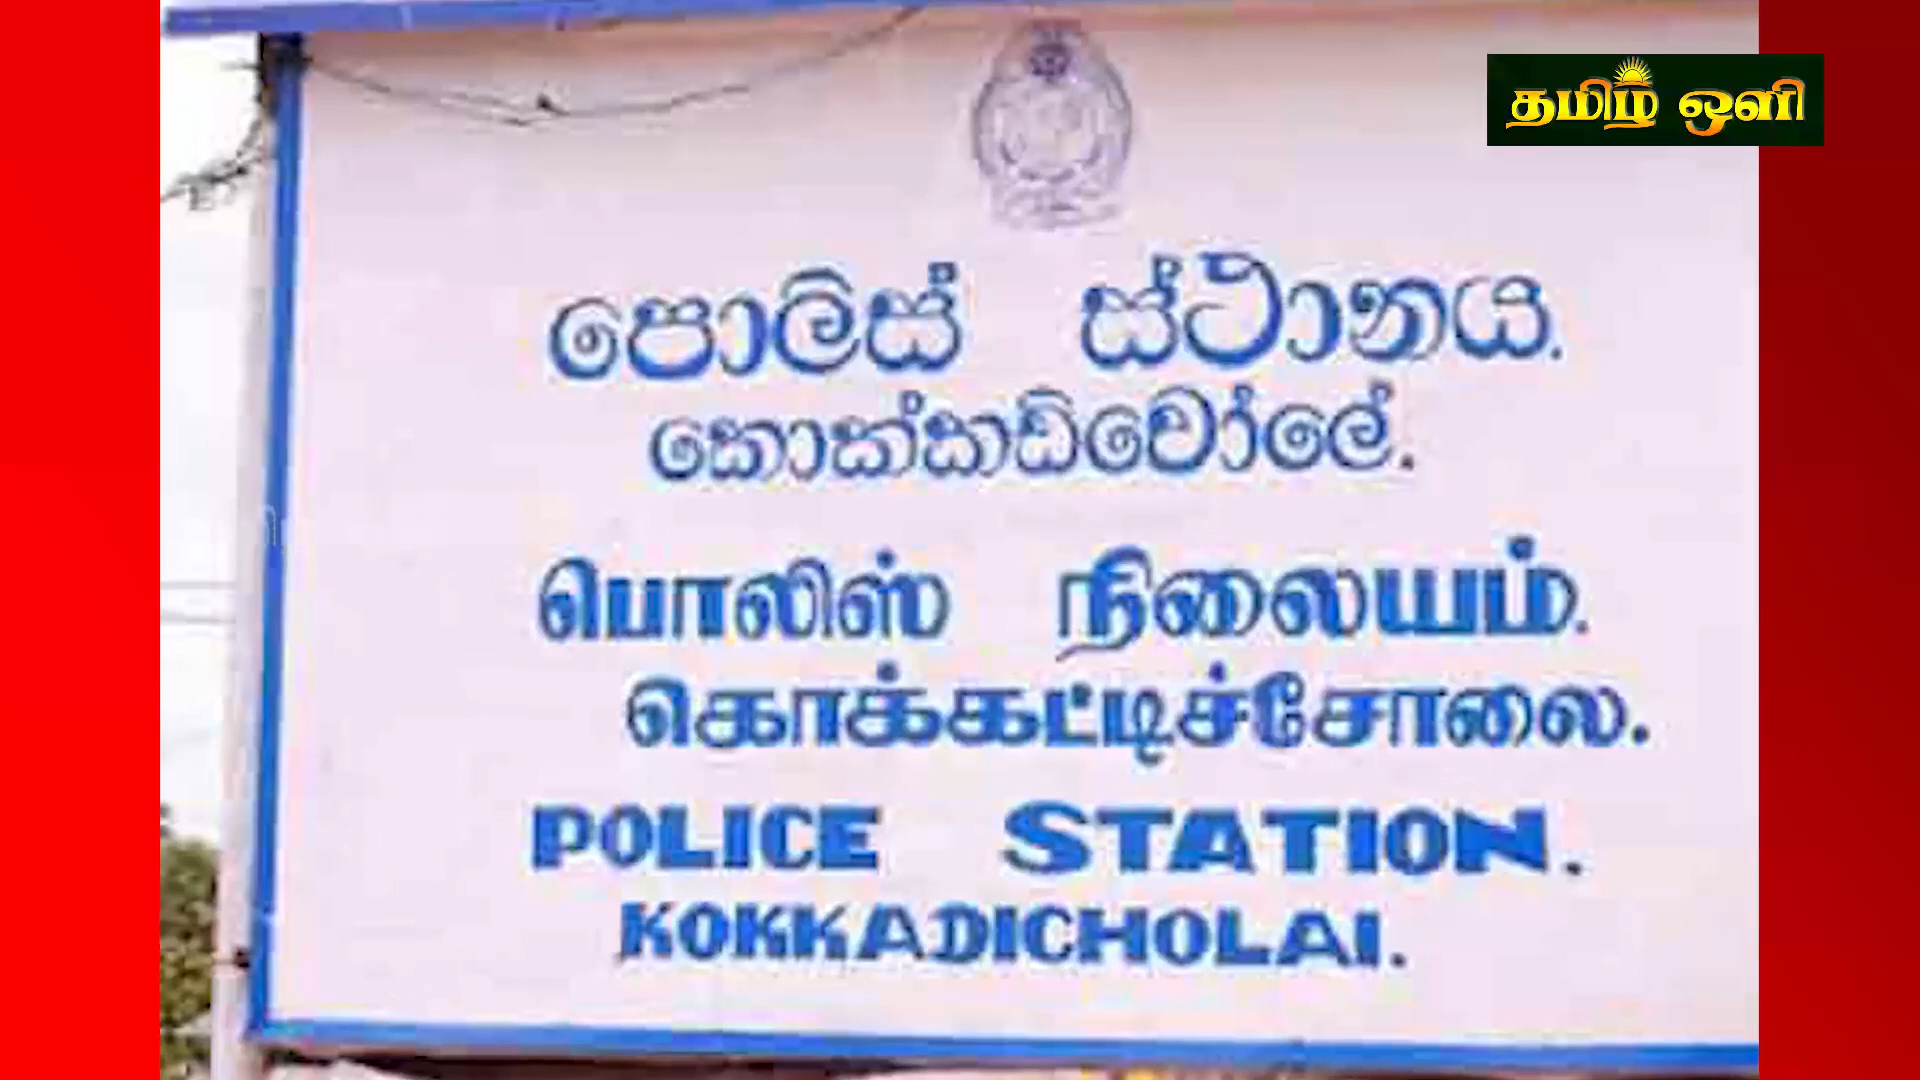 தமிழ் ஒளி
පොලිස් ස්ථානය.
කොක්කඩිචෝලේ.
பொலிஸ் நிலையம்.
கொக்கட்டிச்சோலை.
POLICE STATION.
KOKKADICHOLAI.